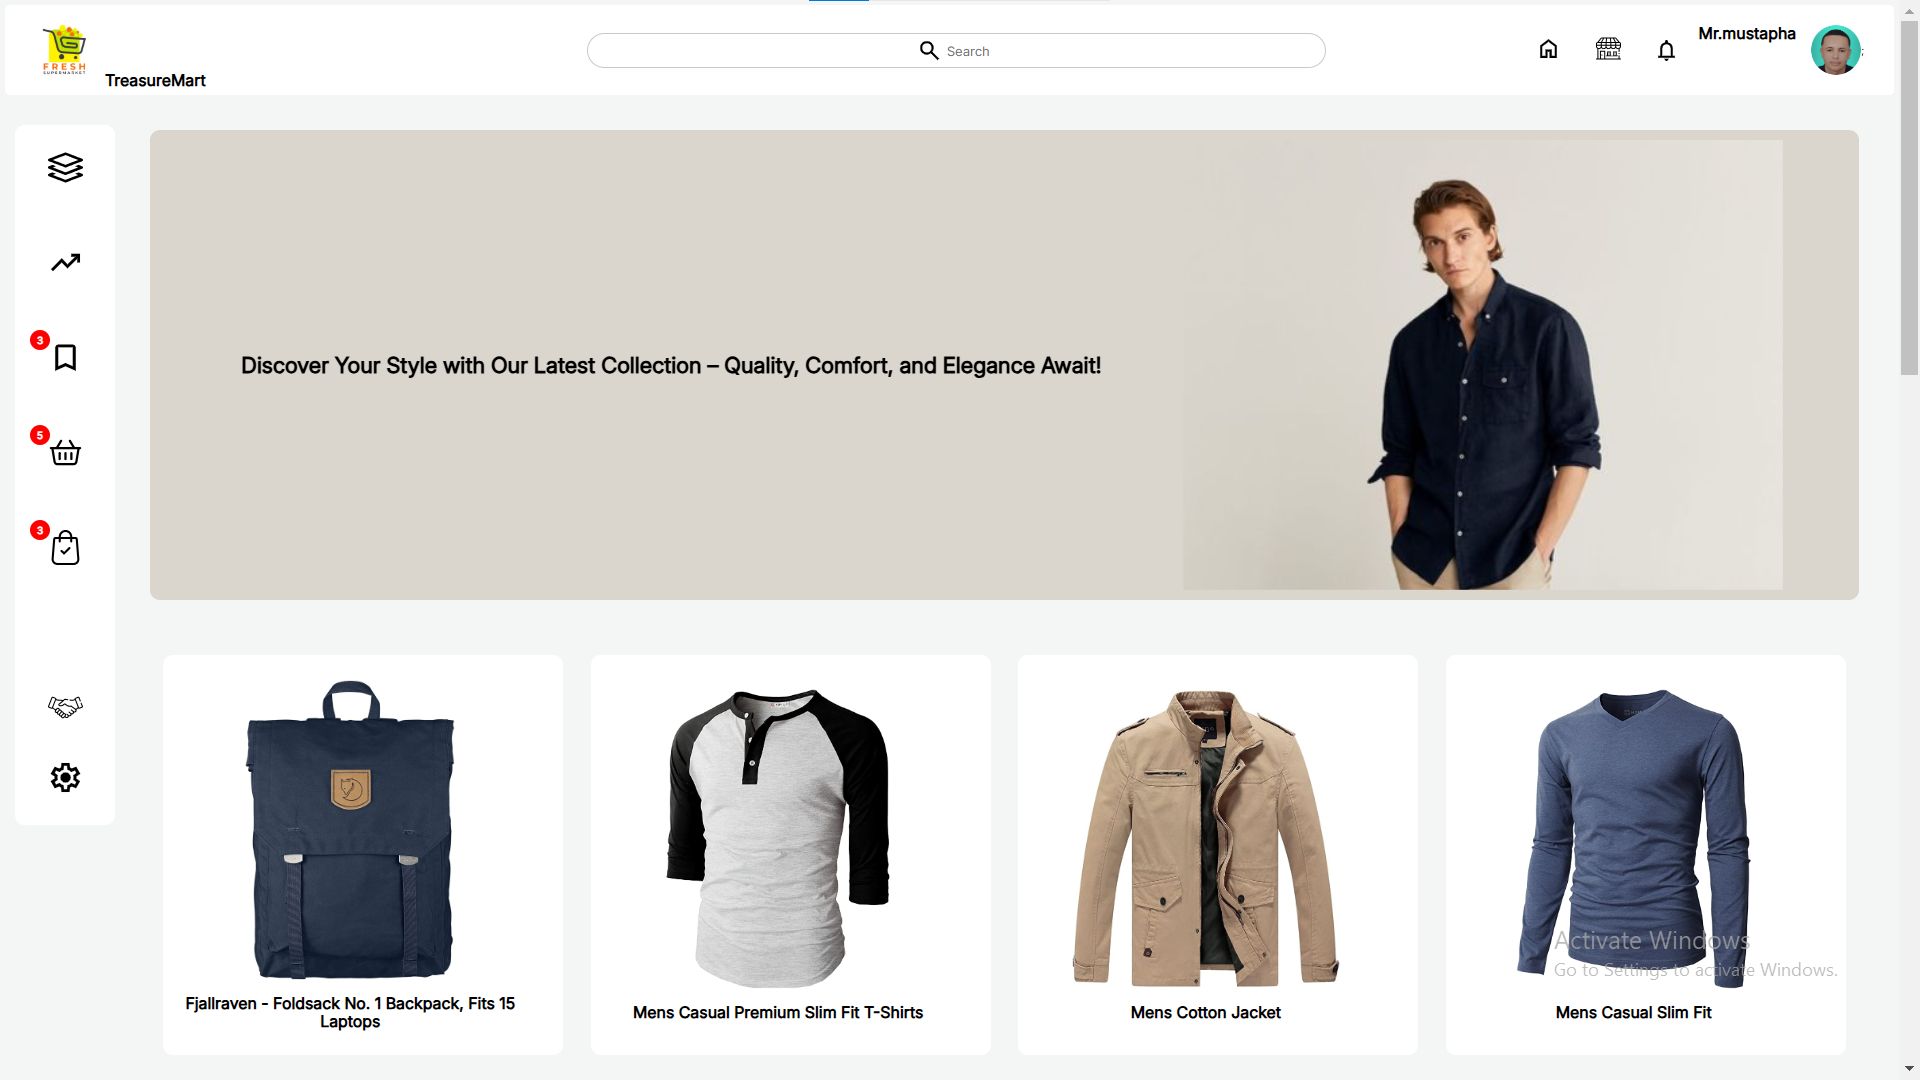 FRESH
SUPERMARKET
TreasureMart
Search
Mr.mustapha
;
3
5
3
Discover Your Style with Our Latest Collection – Quality, Comfort, and Elegance Await!
Fjallraven - Foldsack No. 1 Backpack, Fits 15
Laptops
Mens Casual Premium Slim Fit T-Shirts
Mens Cotton Jacket
Mens Casual Slim Fit
Activate Windows
Go to Settings to activate Windows.